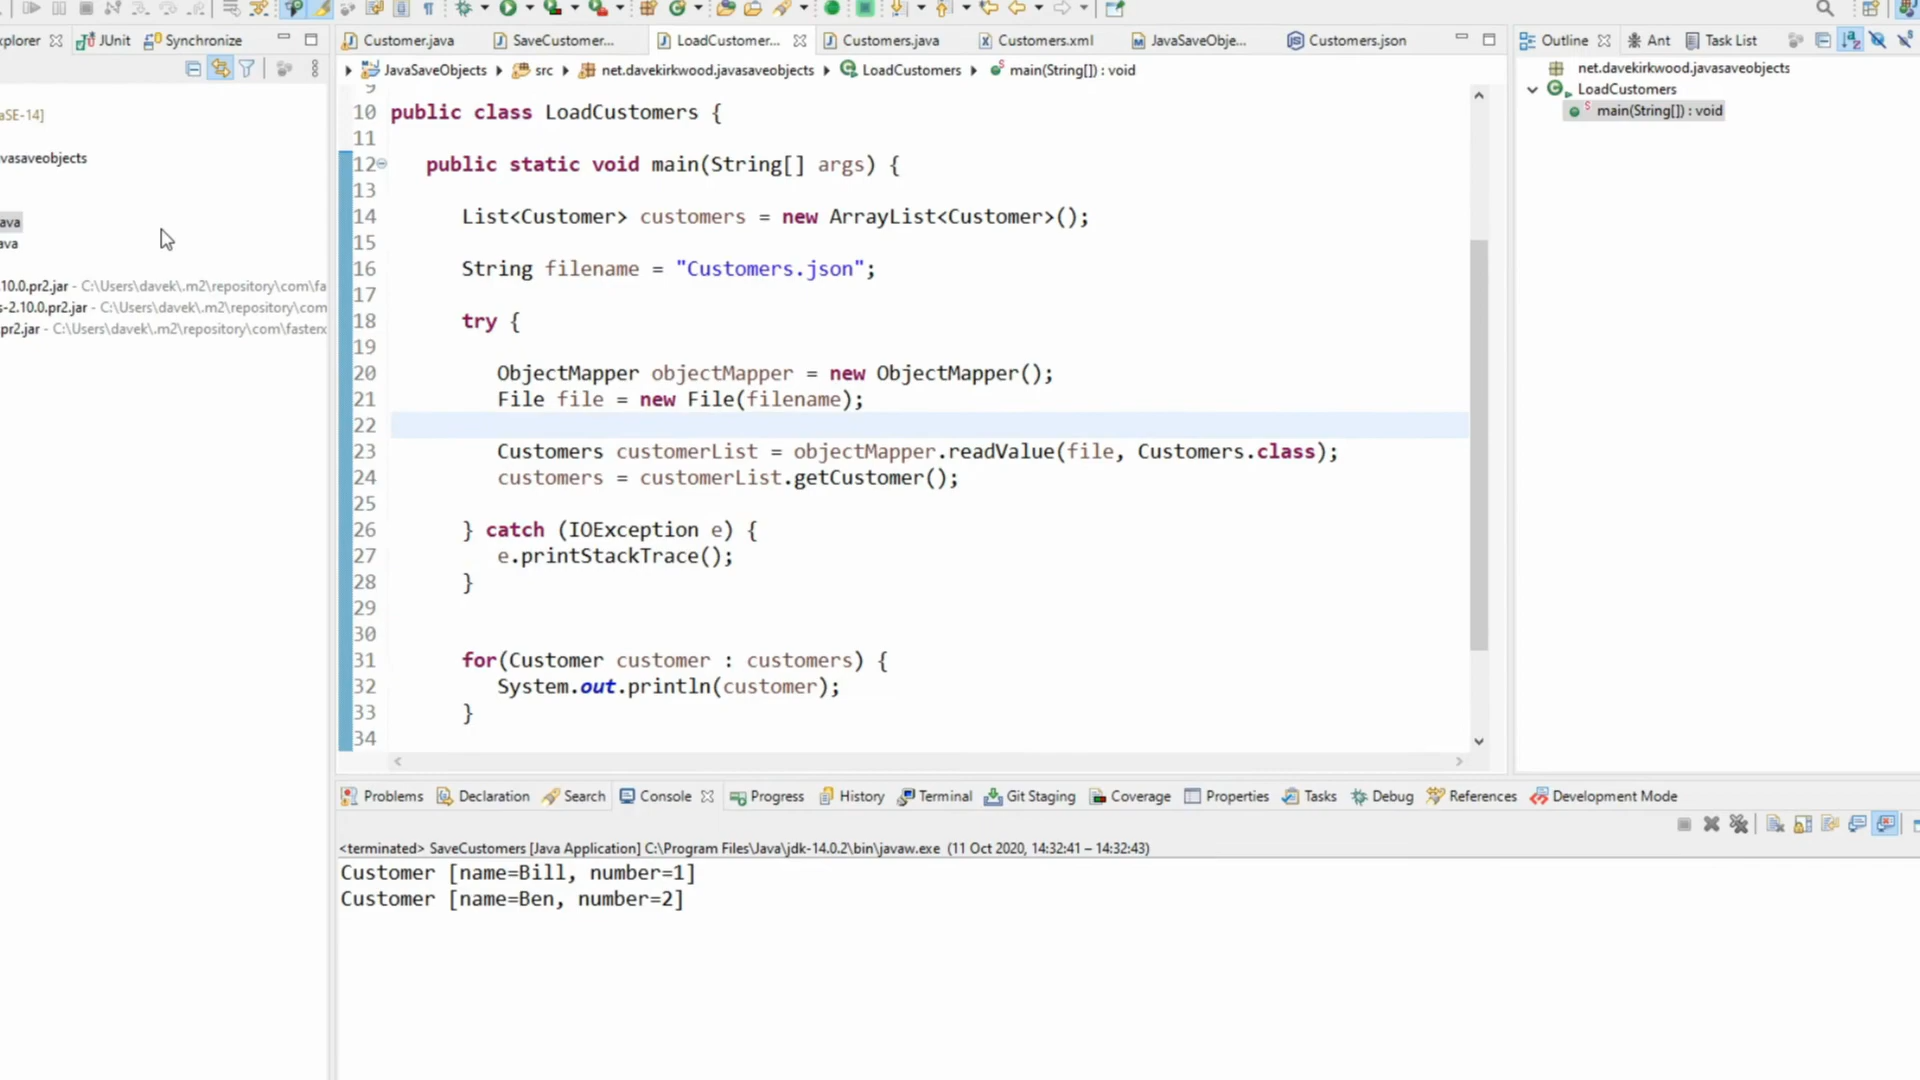 plorer JUnit Synchronize
aSE-14]
vasaveobjects
ava
ava
10.0.pr2.jar - C:\Users\davek\.m2\repository\com\fa
s-2.10.0.pr2.jar - C:\Users\davek\.m2\repository\com
pr2.jar - C:\Users\davek\.m2\repository\com\fasterx
Customer.java SaveCustomer... LoadCustomer... Customers.java Customers.xml JavaSaveObje... Customers.json
JavaSaveObjects src net.davekirkwood.javasaveobjects LoadCustomers main(String[]) : void
9
10 public class LoadCustomers {
11
12 public static void main(String[] args) {
13
14 List<Customer> customers = new ArrayList<Customer>();
15
16 String filename = "Customers.json";
17
18 try {
19
20 ObjectMapper objectMapper = new ObjectMapper();
21 File file = new File(filename);
22
23 Customers customerList = objectMapper.readValue(file, Customers.class);
24 customers = customerList.getCustomer();
25
26 } catch (IOException e) {
27 e.printStackTrace();
28 }
29
30
31 for(Customer customer : customers) {
32 System.out.println(customer);
33 }
34
Outline Ant Task List
net.davekirkwood.javasaveobjects
LoadCustomers
main(String[]) : void
Problems Declaration Search Console Progress History Terminal Git Staging Coverage Properties Tasks Debug References Development Mode
<terminated> SaveCustomers [Java Application] C:\Program Files\Java\jdk-14.0.2\bin\javaw.exe (11 Oct 2020, 14:32:41 – 14:32:43)
Customer [name=Bill, number=1]
Customer [name=Ben, number=2]